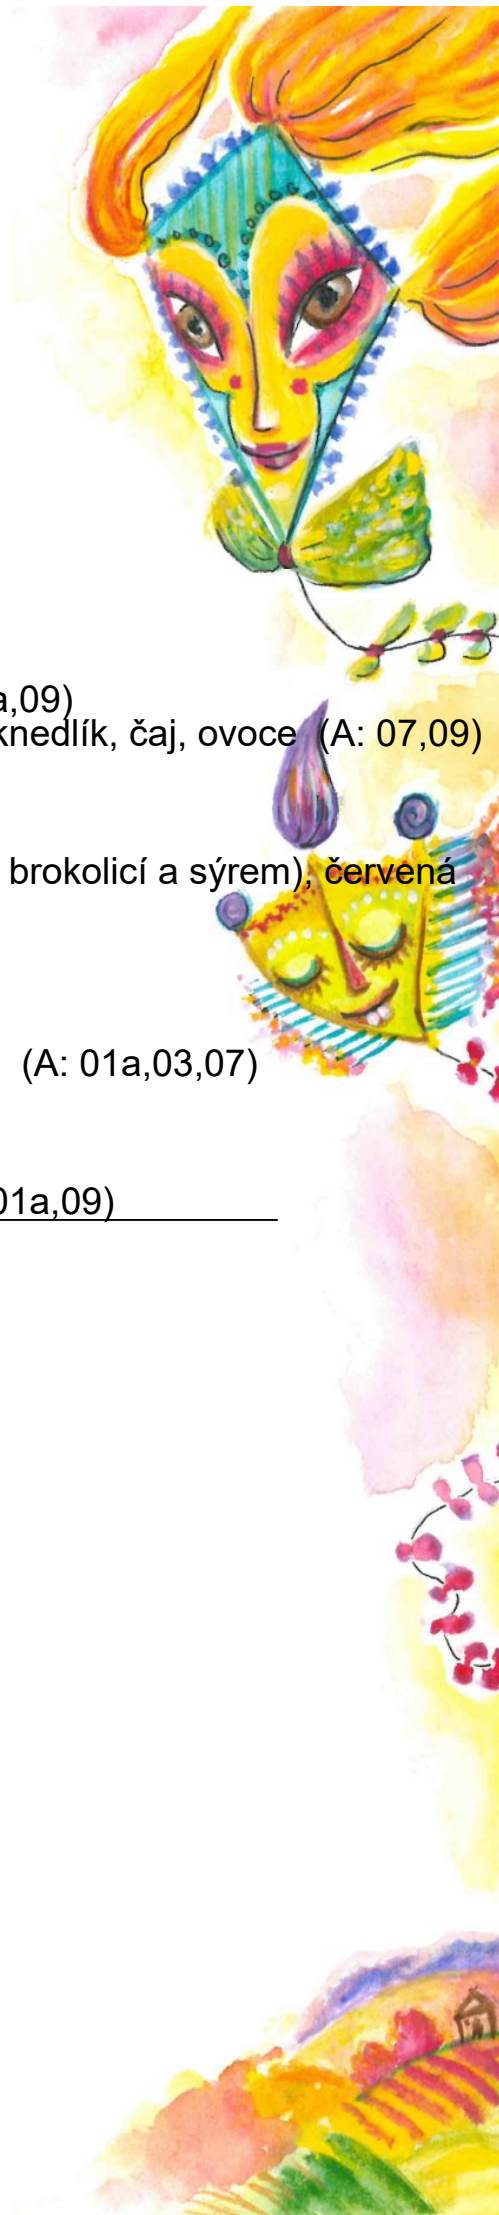 a,09)
knedlík, čaj, ovoce  (A: 07,09)
brokolicí a sýrem), červená
(A: 01a,03,07)
01a,09)